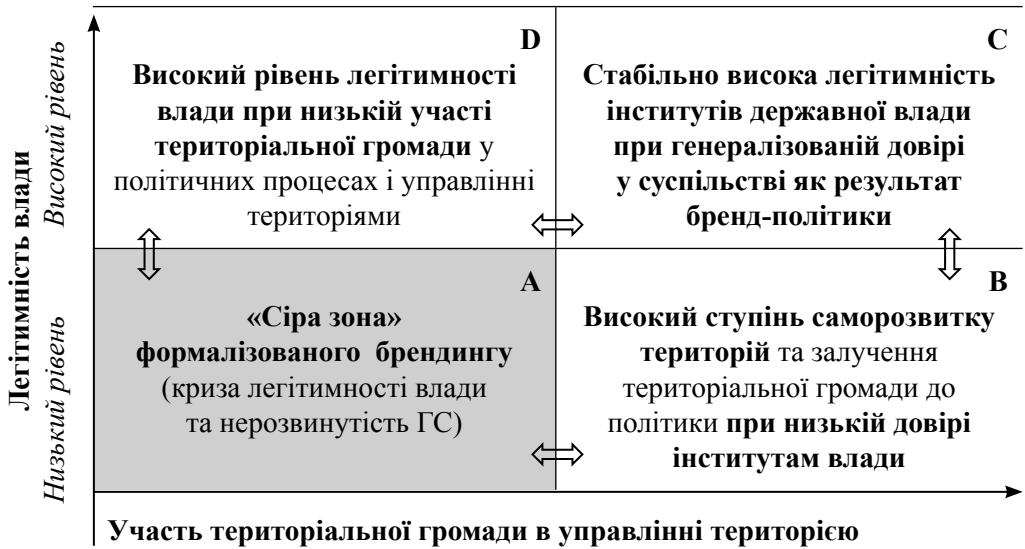 Легітимність влади
Високий рівень
Низький рівень
D
Високий рівень легітимності
влади при низькій участі
територіальної громади у
політичних процесах і управлінні
територіями
C
Стабільно висока легітимність
інститутів державної влади
при генералізованій довірі
у суспільстві як результат
бренд-політики
A
«Сіра зона»
формалізованого брендингу
(криза легітимності влади
та нерозвинутість ГС)
B
Високий ступінь саморозвитку
територій та залучення
територіальної громади до
політики при низькій довірі
інститутам влади
Участь територіальної громади в управлінні територією